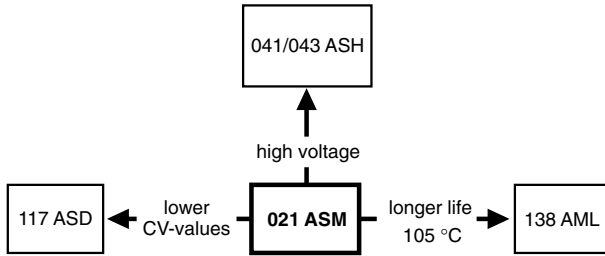 041/043 ASH
high voltage
117 ASD
lower
CV-values
021 ASM
longer life
105 °C
138 AML